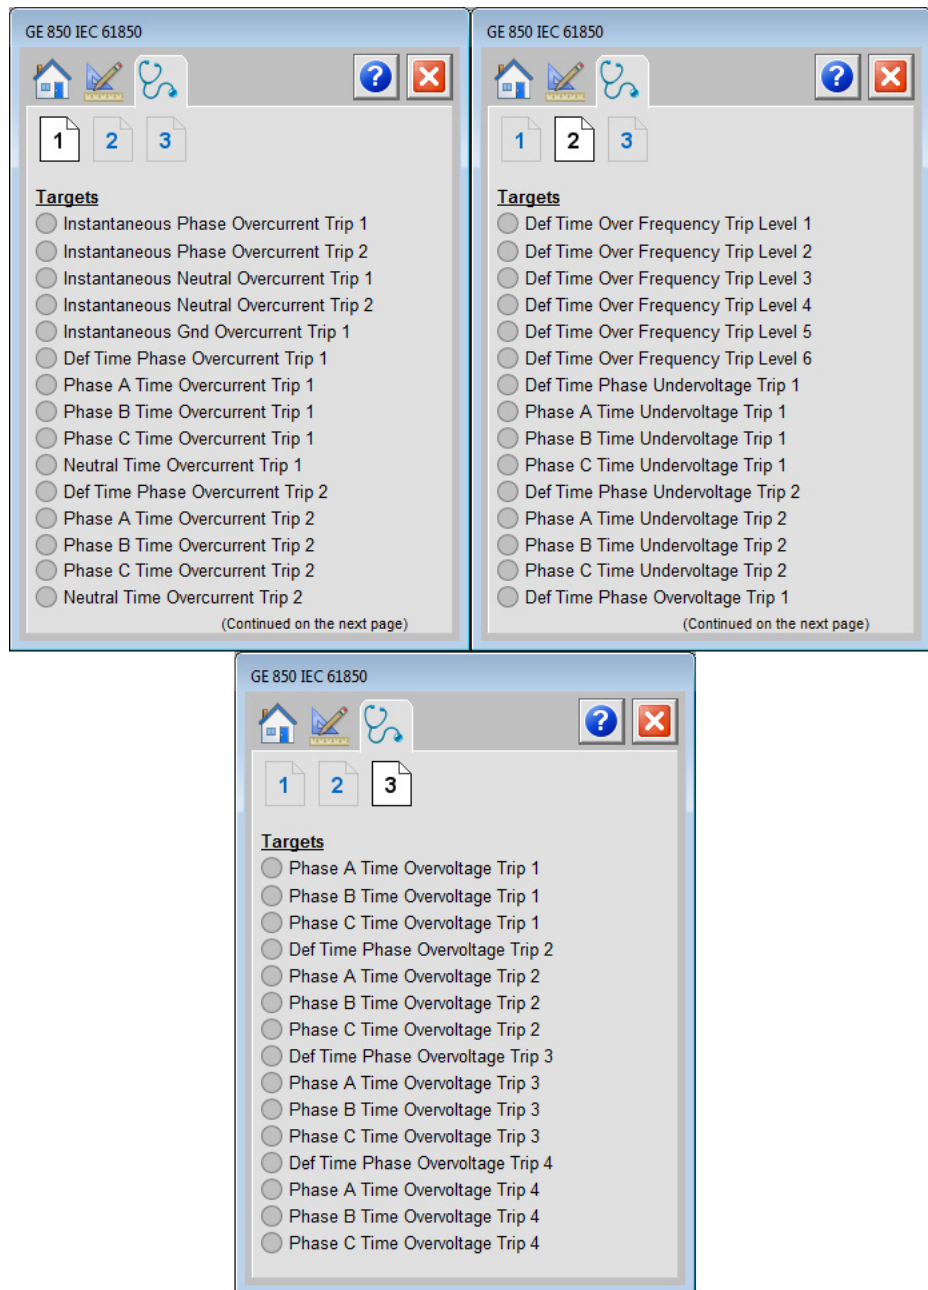 GE 850 IEC 61850
?
1 2 3
Targets
Instantaneous Phase Overcurrent Trip 1
Instantaneous Phase Overcurrent Trip 2
Instantaneous Neutral Overcurrent Trip 1
Instantaneous Neutral Overcurrent Trip 2
Instantaneous Gnd Overcurrent Trip 1
Def Time Phase Overcurrent Trip 1
Phase A Time Overcurrent Trip 1
Phase B Time Overcurrent Trip 1
Phase C Time Overcurrent Trip 1
Neutral Time Overcurrent Trip 1
Def Time Phase Overcurrent Trip 2
Phase A Time Overcurrent Trip 2
Phase B Time Overcurrent Trip 2
Phase C Time Overcurrent Trip 2
Neutral Time Overcurrent Trip 2
(Continued on the next page)
GE 850 IEC 61850
?
1 2 3
Targets
Def Time Over Frequency Trip Level 1
Def Time Over Frequency Trip Level 2
Def Time Over Frequency Trip Level 3
Def Time Over Frequency Trip Level 4
Def Time Over Frequency Trip Level 5
Def Time Over Frequency Trip Level 6
Def Time Phase Undervoltage Trip 1
Phase A Time Undervoltage Trip 1
Phase B Time Undervoltage Trip 1
Phase C Time Undervoltage Trip 1
Def Time Phase Undervoltage Trip 2
Phase A Time Undervoltage Trip 2
Phase B Time Undervoltage Trip 2
Phase C Time Undervoltage Trip 2
Def Time Phase Overvoltage Trip 1
(Continued on the next page)
GE 850 IEC 61850
?
1 2 3
Targets
Phase A Time Overvoltage Trip 1
Phase B Time Overvoltage Trip 1
Phase C Time Overvoltage Trip 1
Def Time Phase Overvoltage Trip 2
Phase A Time Overvoltage Trip 2
Phase B Time Overvoltage Trip 2
Phase C Time Overvoltage Trip 2
Def Time Phase Overvoltage Trip 3
Phase A Time Overvoltage Trip 3
Phase B Time Overvoltage Trip 3
Phase C Time Overvoltage Trip 3
Def Time Phase Overvoltage Trip 4
Phase A Time Overvoltage Trip 4
Phase B Time Overvoltage Trip 4
Phase C Time Overvoltage Trip 4